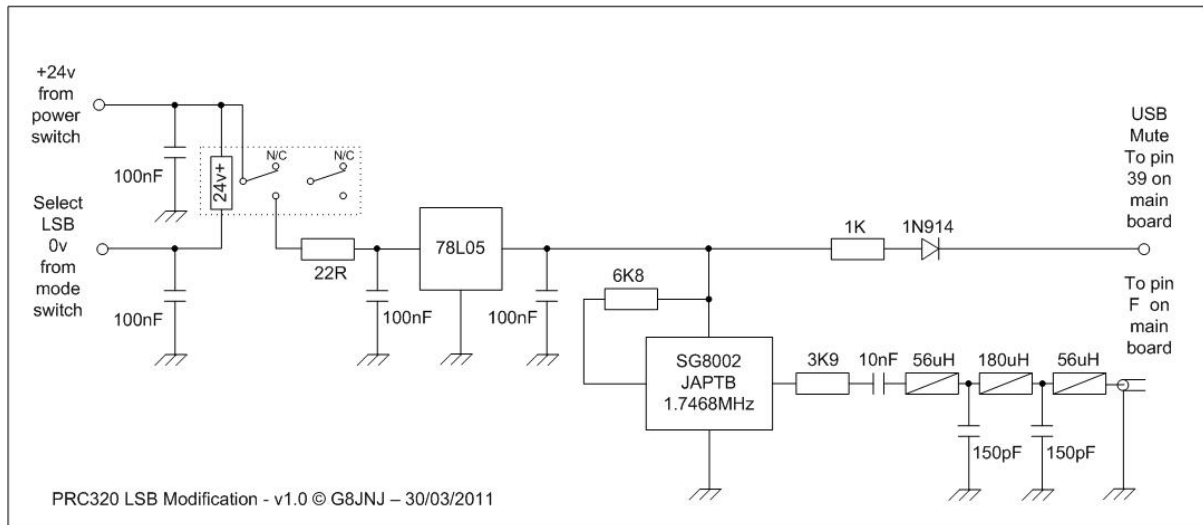 +24v
from
power
switch
100nF
24v+
N/C
N/C
Select
LSB
0v
from
mode
switch
100nF
22R
100nF
78L05
100nF
6K8
1K
1N914
USB
Mute
To pin
39 on
main
board
To pin
F on
main
board
SG8002
JAPTB
1.7468MHz
3K9
10nF
56uH
180uH
56uH
150pF
150pF
PRC320 LSB Modification - v1.0 © G8JNJ – 30/03/2011